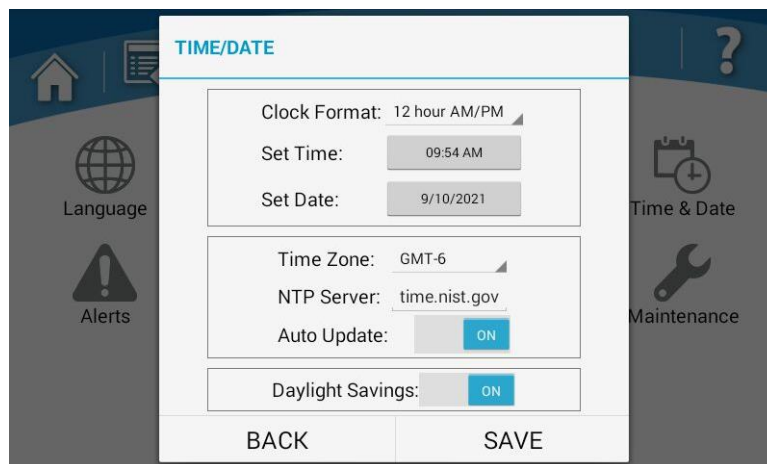 TIME/DATE
?
Clock Format: 12 hour AM/PM
Set Time: 09:54 AM
Set Date: 9/10/2021
Language
Time & Date
Time Zone: GMT-6
NTP Server: time.nist.gov
Alerts
Maintenance
Auto Update: ON
Daylight Savings: ON
BACK SAVE